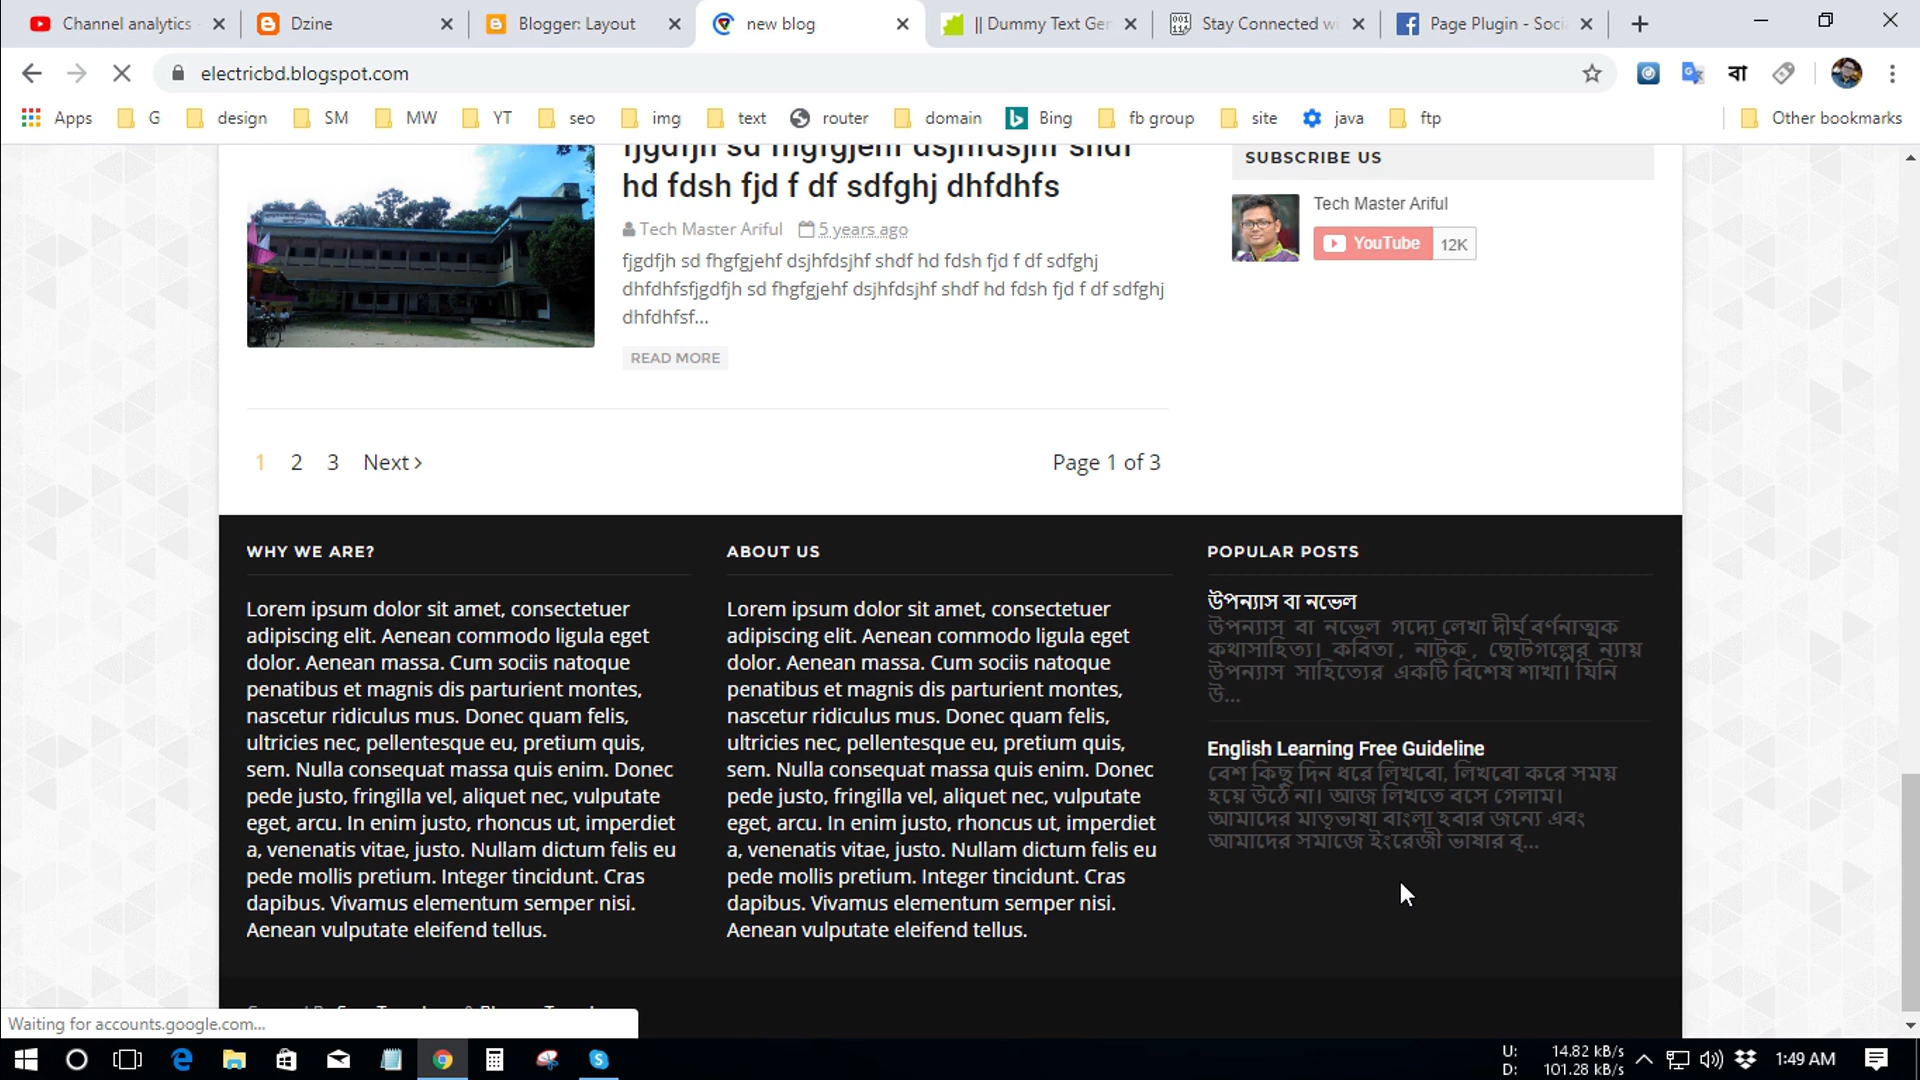 Channel analytics -
Dzine
Blogger: Layout
new blog
|| Dummy Text Ger
Stay Connected wi
Page Plugin - Soci
electricbd.blogspot.com
বা
Apps
G
design
SM
MW
YT
seo
img
text
router
domain
Bing
fb group
site
java
ftp
Other bookmarks
fjgdfjh sd fhgfgjehf dsjhfdsjhf shdf
hd fdsh fjd f df sdfghj dhfdhfs
Tech Master Ariful 5 years ago
fjgdfjh sd fhgfgjehf dsjhfdsjhf shdf hd fdsh fjd f df sdfghj
dhfdhfsfjgdfjh sd fhgfgjehf dsjhfdsjhf shdf hd fdsh fjd f df sdfghj
dhfdhfsf...
READ MORE
SUBSCRIBE US
Tech Master Ariful
YouTube 12K
1 2 3 Next ›
Page 1 of 3
WHY WE ARE?
Lorem ipsum dolor sit amet, consectetuer
adipiscing elit. Aenean commodo ligula eget
dolor. Aenean massa. Cum sociis natoque
penatibus et magnis dis parturient montes,
nascetur ridiculus mus. Donec quam felis,
ultricies nec, pellentesque eu, pretium quis,
sem. Nulla consequat massa quis enim. Donec
pede justo, fringilla vel, aliquet nec, vulputate
eget, arcu. In enim justo, rhoncus ut, imperdiet
a, venenatis vitae, justo. Nullam dictum felis eu
pede mollis pretium. Integer tincidunt. Cras
dapibus. Vivamus elementum semper nisi.
Aenean vulputate eleifend tellus.
ABOUT US
Lorem ipsum dolor sit amet, consectetuer
adipiscing elit. Aenean commodo ligula eget
dolor. Aenean massa. Cum sociis natoque
penatibus et magnis dis parturient montes,
nascetur ridiculus mus. Donec quam felis,
ultricies nec, pellentesque eu, pretium quis,
sem. Nulla consequat massa quis enim. Donec
pede justo, fringilla vel, aliquet nec, vulputate
eget, arcu. In enim justo, rhoncus ut, imperdiet
a, venenatis vitae, justo. Nullam dictum felis eu
pede mollis pretium. Integer tincidunt. Cras
dapibus. Vivamus elementum semper nisi.
Aenean vulputate eleifend tellus.
POPULAR POSTS
উপন্যাস বা নভেল
উপন্যাস বা নভেল গদ্যে লেখা দীর্ঘ বর্ণনাত্মক
কথাসাহিত্য। কবিতা, নাটক, ছোটগল্পের ন্যায়
উপন্যাস সাহিত্যের একটি বিশেষ শাখা। যিনি
উ...
English Learning Free Guideline
বেশ কিছু দিন ধরে লিখবো, লিখবো করে সময়
হয়ে উঠে না। আজ লিখতে বসে গেলাম।
আমাদের মাতৃভাষা বাংলা হবার জন্যে এবং
আমাদের সমাজে ইংরেজী ভাষার বৃ...
Waiting for accounts.google.com...
U: 14.82 kB/s
D: 101.28 kB/s
1:49 AM